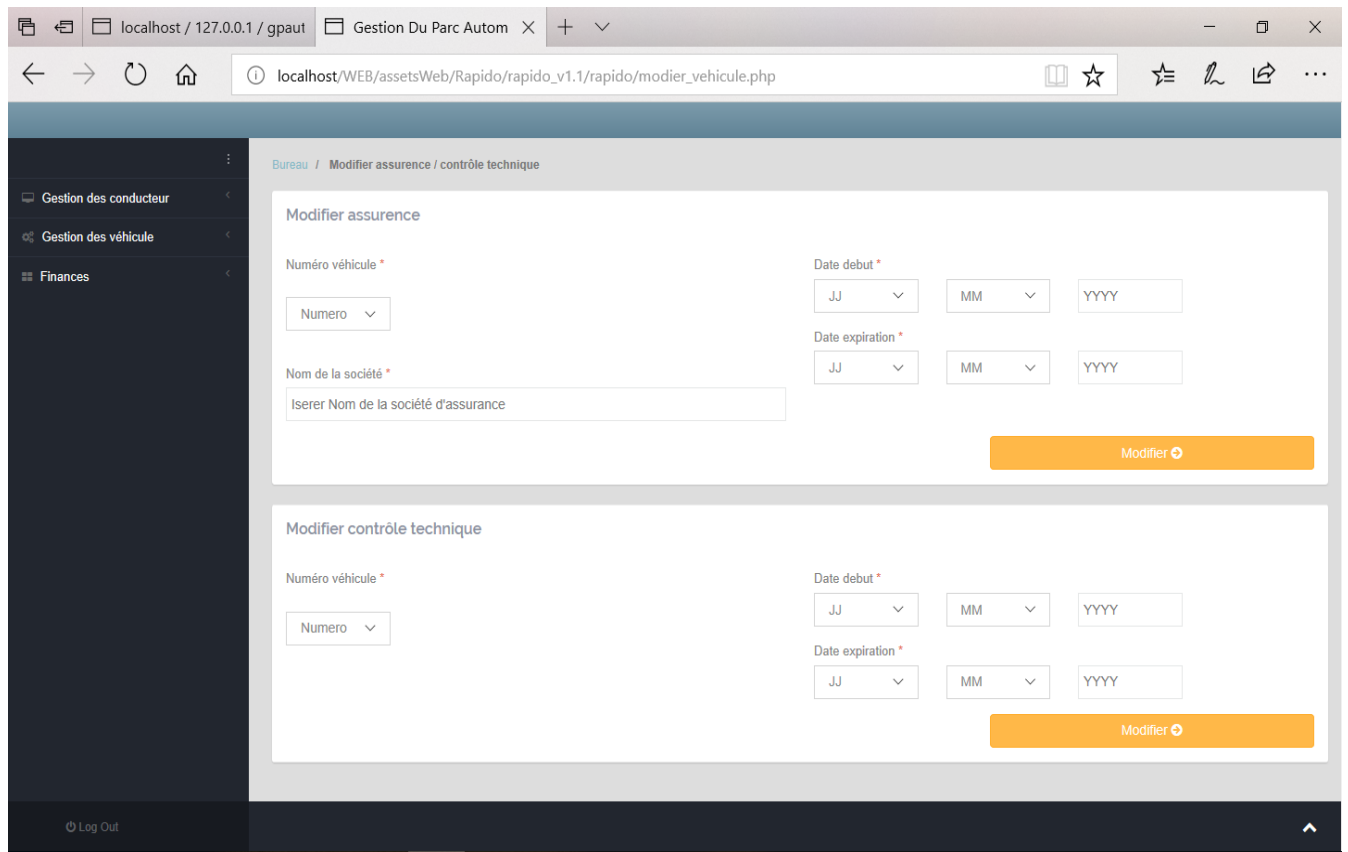 localhost / 127.0.0.1 / gpaut
Gestion Du Parc Autom
localhost/WEB/assetsWeb/Rapido/rapido_v1.1/rapido/modier_vehicule.php
Bureau / Modifier assurence / contrôle technique
Gestion des conducteur
Gestion des véhicule
Finances
Modifier assurence
Numéro véhicule *
Numero
Nom de la société *
Iserer Nom de la société d'assurance
Date debut *
JJ MM YYYY
Date expiration *
JJ MM YYYY
Modifier
Modifier contrôle technique
Numéro véhicule *
Numero
Date debut *
JJ MM YYYY
Date expiration *
JJ MM YYYY
Modifier
Log Out